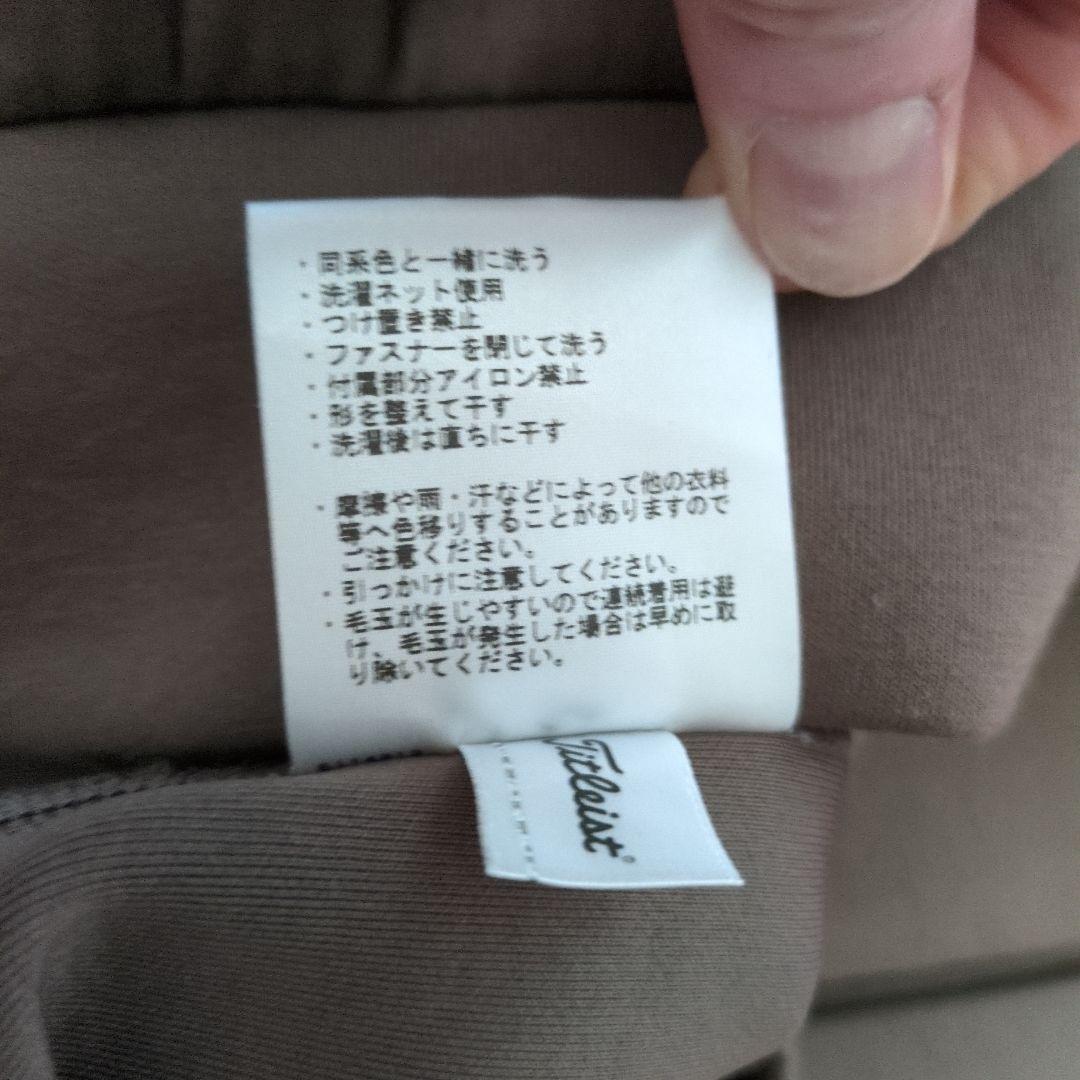 ・同系色と一緒に洗う
・洗濯ネット使用
・つけ置き禁止
・ファスナーを閉じて洗う
・付属部分アイロン禁止
・形を整えて干す
・洗濯後は直ちに干す
・摩擦や雨・汗などによって他の衣料
等へ色移りすることがありますので
ご注意ください。
・引っかけに注意してください。
・毛玉が生じやすいので連続着用は避
け、毛玉が発生した場合は早めに取
り除いてください。
Titleist®